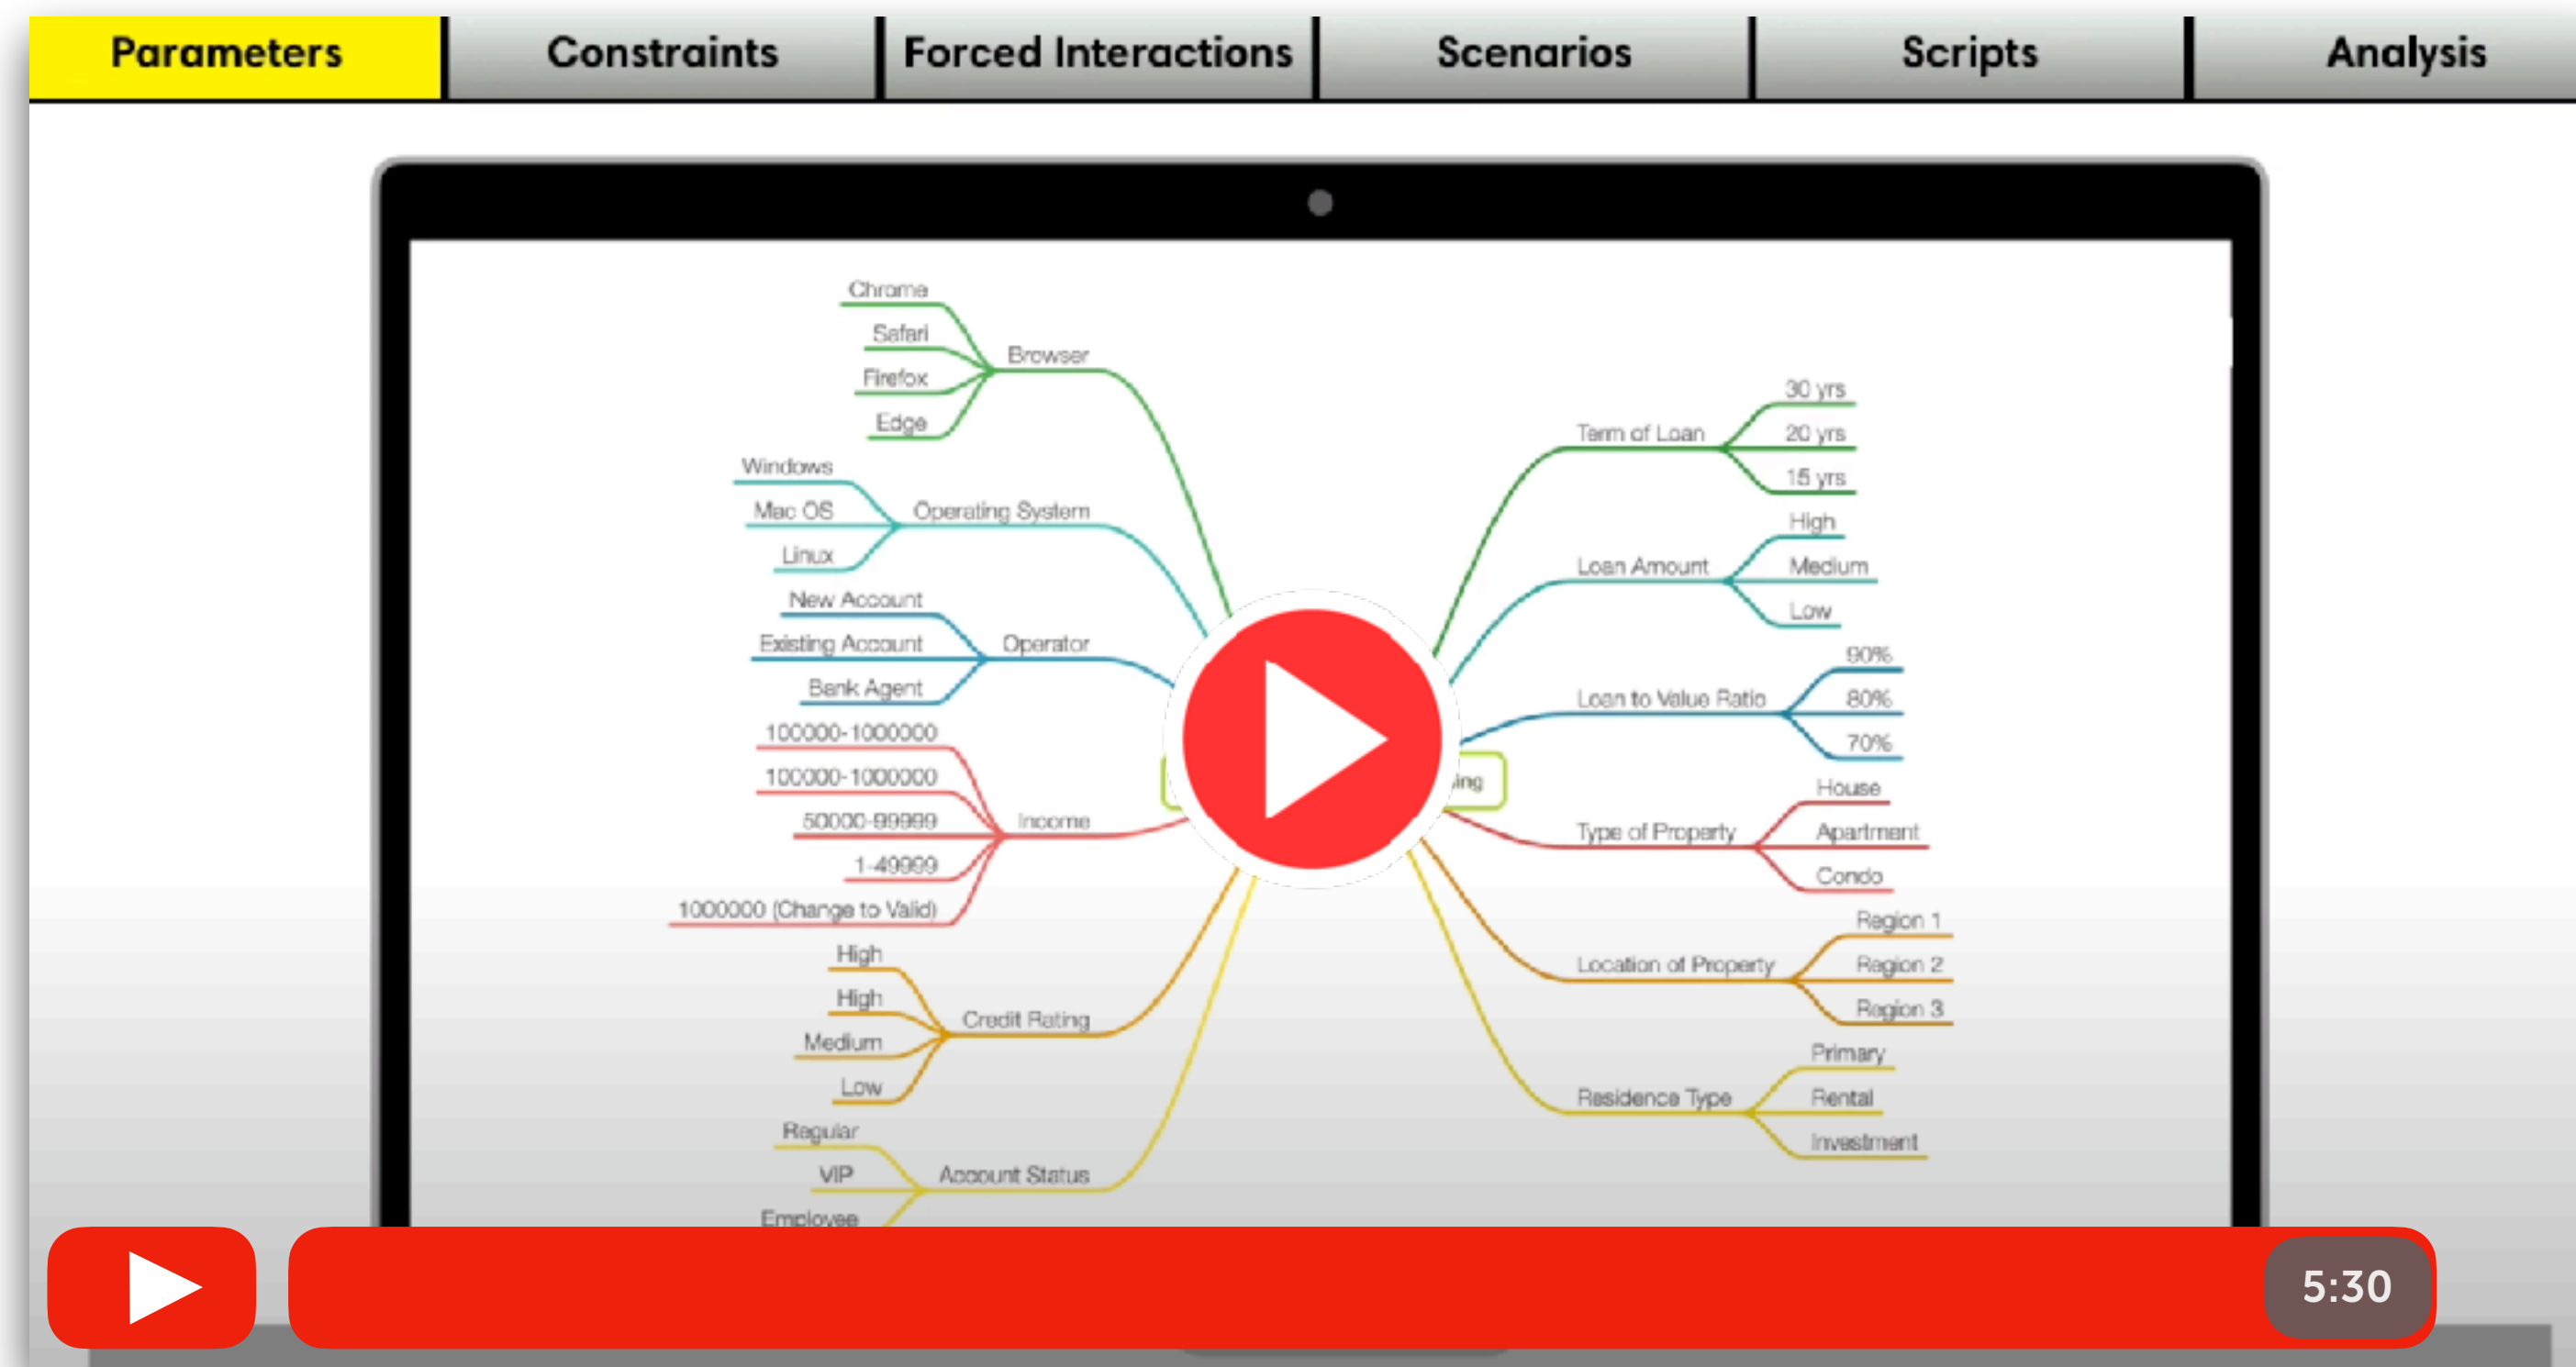 Parameters
Constraints
Forced Interactions
Scenarios
Scripts
Analysis
Chrome
Safari
Firefox
Edge
Browser
Windows
Mac OS
Linux
Operating System
New Account
Existing Account
Bank Agent
Operator
100000-1000000
100000-1000000
50000-99999
1-49999
1000000 (Change to Valid)
Income
High
High
Medium
Low
Credit Rating
Regular
VIP
Employee
Account Status
Term of Loan
30 yrs
20 yrs
15 yrs
Loan Amount
High
Medium
Low
Loan to Value Ratio
90%
80%
70%
ing
Type of Property
House
Apartment
Condo
Location of Property
Region 1
Region 2
Region 3
Residence Type
Primary
Rental
Investment
5:30